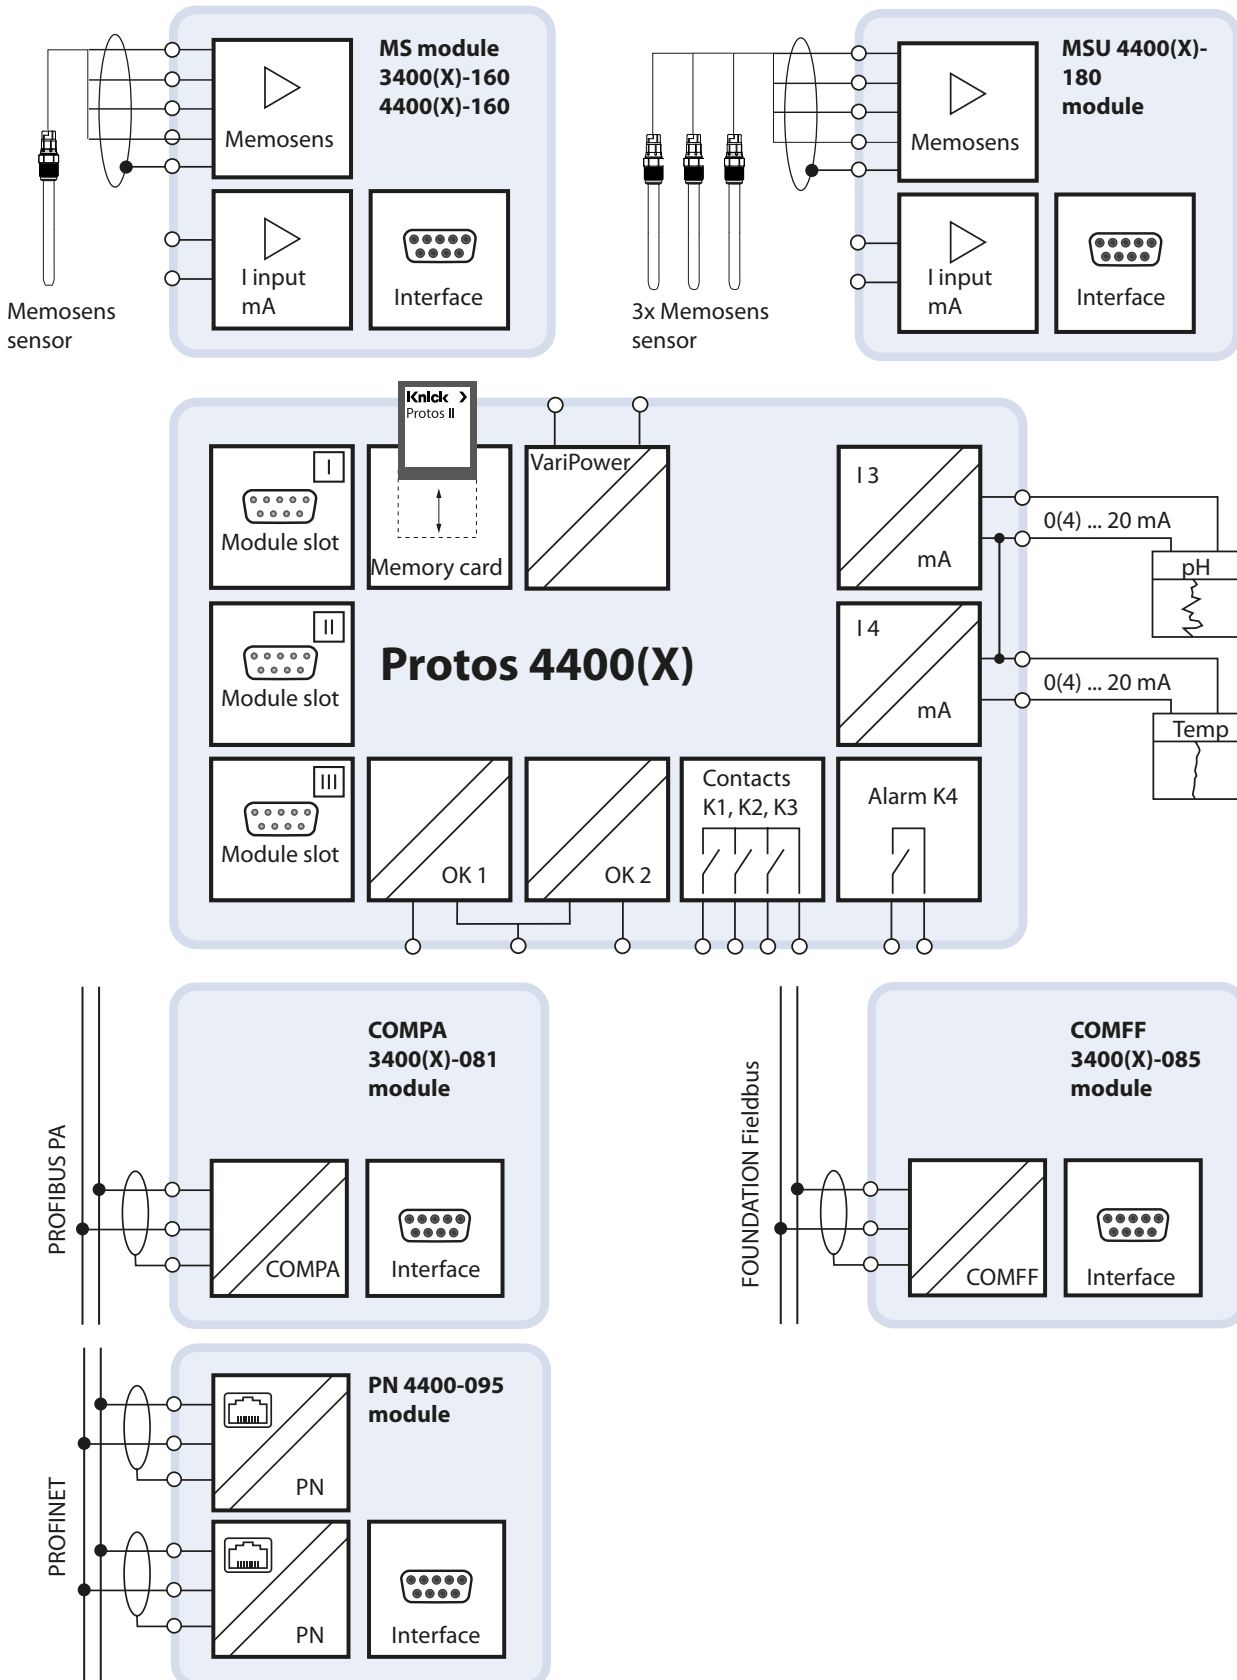 MS module
3400(X)-160
4400(X)-160
Memosens
I input
mA
Interface
Memosens
sensor
MSU 4400(X)-
180
module
Memosens
I input
mA
Interface
3x Memosens
sensor
Knick >
Protos II
I
Module slot
Memory card
VariPower
I 3
mA
0(4) ... 20 mA
pH
II
Module slot
Protos 4400(X)
I 4
mA
0(4) ... 20 mA
Temp
III
Module slot
OK 1
OK 2
Contacts
K1, K2, K3
Alarm K4
PROFIBUS PA
COMPA
3400(X)-081
module
COMPA
Interface
FOUNDATION Fieldbus
COMFF
3400(X)-085
module
COMFF
Interface
PROFINET
PN 4400-095
module
PN
PN
Interface